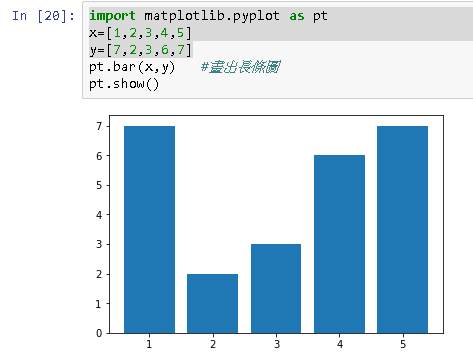 In [20]: import matplotlib.pyplot as pt
x=[1,2,3,4,5]
y=[7,2,3,6,7]
pt.bar(x,y) #畫出長條圖
pt.show()
7
6
5
4
3
2
1
0
1 2 3 4 5